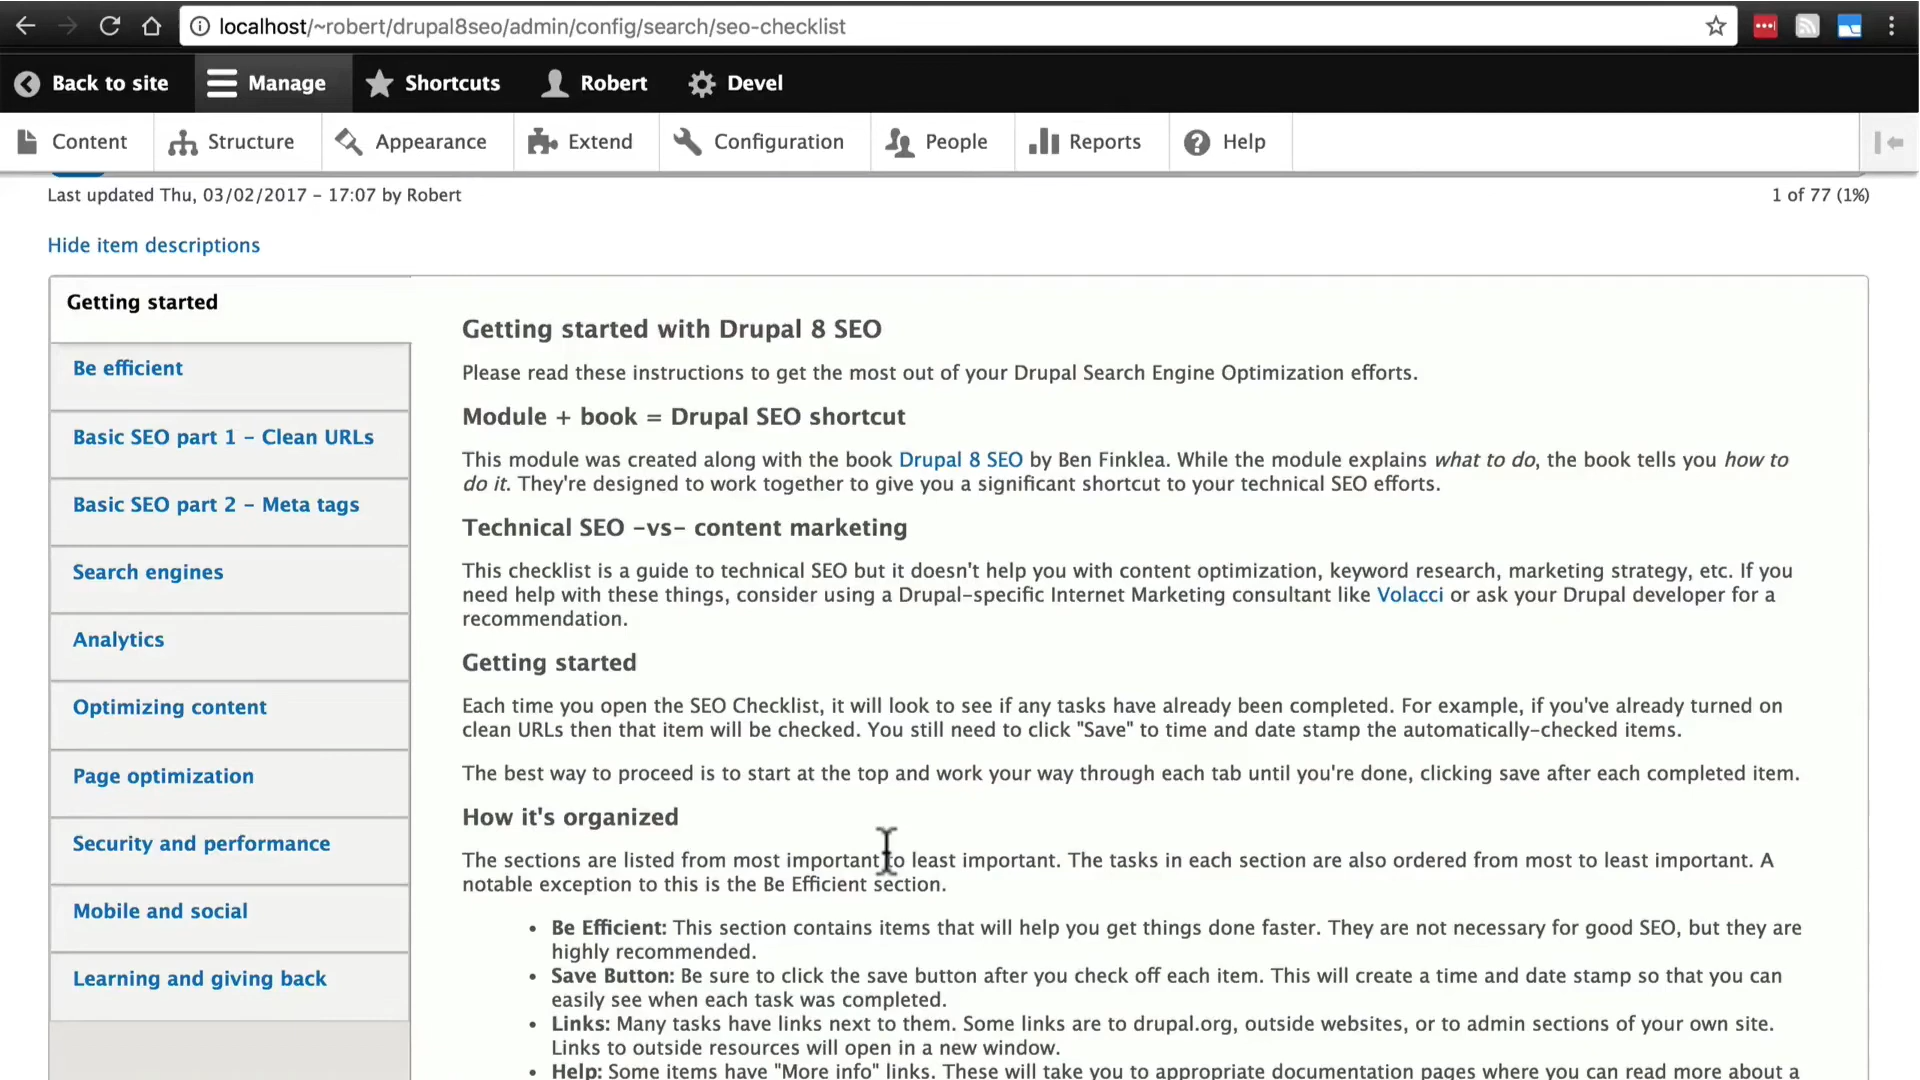 localhost/~robert/drupal8seo/admin/config/search/seo-checklist
Back to site Manage Shortcuts Robert Devel
Content Structure Appearance Extend Configuration People Reports Help
Last updated Thu, 03/02/2017 – 17:07 by Robert 1 of 77 (1%)
Hide item descriptions
Getting started
Be efficient
Basic SEO part 1 – Clean URLs
Basic SEO part 2 – Meta tags
Search engines
Analytics
Optimizing content
Page optimization
Security and performance
Mobile and social
Learning and giving back
Getting started with Drupal 8 SEO
Please read these instructions to get the most out of your Drupal Search Engine Optimization efforts.
Module + book = Drupal SEO shortcut
This module was created along with the book Drupal 8 SEO by Ben Finklea. While the module explains what to do, the book tells you how to
do it. They're designed to work together to give you a significant shortcut to your technical SEO efforts.
Technical SEO –vs– content marketing
This checklist is a guide to technical SEO but it doesn't help you with content optimization, keyword research, marketing strategy, etc. If you
need help with these things, consider using a Drupal–specific Internet Marketing consultant like Volacci or ask your Drupal developer for a
recommendation.
Getting started
Each time you open the SEO Checklist, it will look to see if any tasks have already been completed. For example, if you've already turned on
clean URLs then that item will be checked. You still need to click "Save" to time and date stamp the automatically–checked items.
The best way to proceed is to start at the top and work your way through each tab until you're done, clicking save after each completed item.
How it's organized
The sections are listed from most important to least important. The tasks in each section are also ordered from most to least important. A
notable exception to this is the Be Efficient section.
• Be Efficient: This section contains items that will help you get things done faster. They are not necessary for good SEO, but they are
highly recommended.
• Save Button: Be sure to click the save button after you check off each item. This will create a time and date stamp so that you can
easily see when each task was completed.
• Links: Many tasks have links next to them. Some links are to drupal.org, outside websites, or to admin sections of your own site.
Links to outside resources will open in a new window.
• Help: Some items have "More info" links. These will take you to appropriate documentation pages where you can read more about a